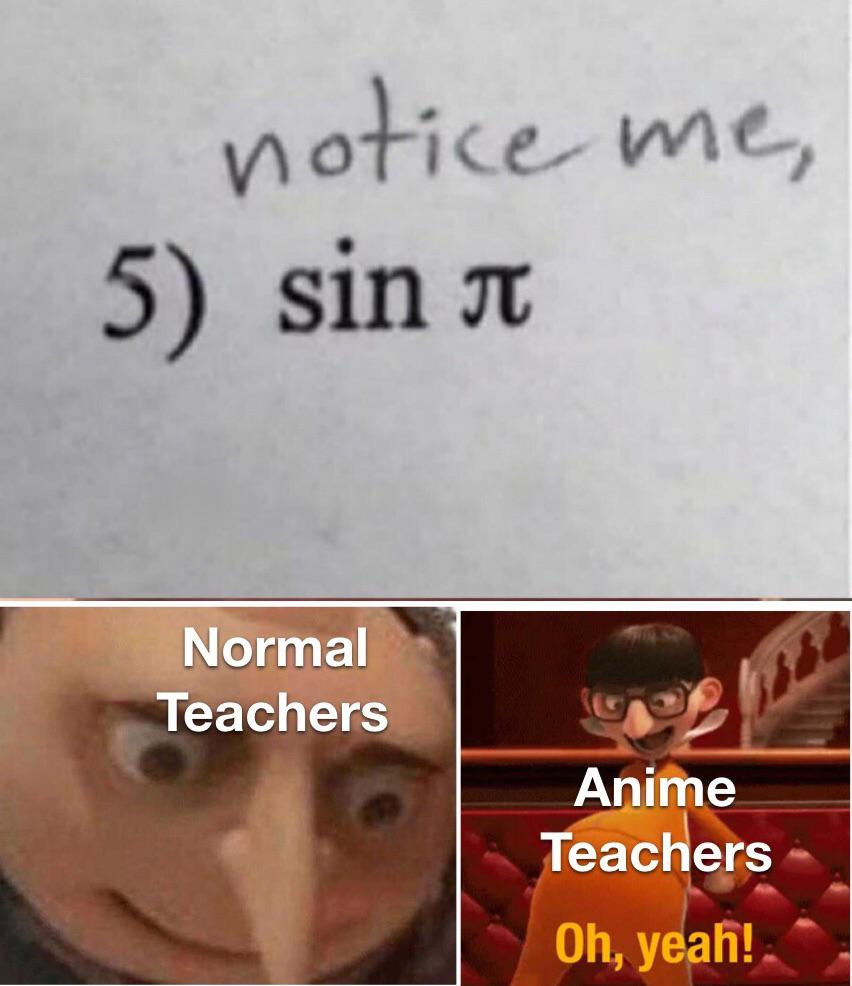 notice me,
5) sin π
Normal
Teachers
Anime
Teachers
Oh, yeah!